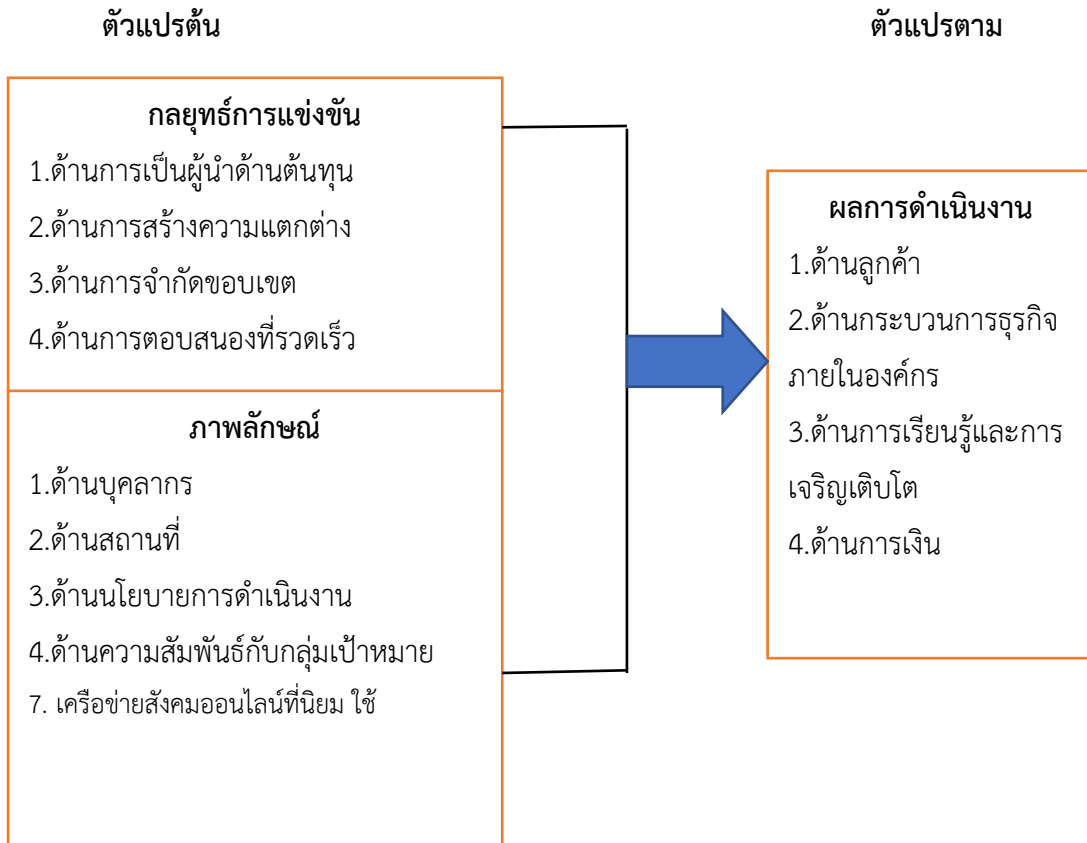 ตัวแปรต้น
ตัวแปรตาม
กลยุทธ์การแข่งขัน
1.ด้านการเป็นผู้นำด้านต้นทุน
2.ด้านการสร้างความแตกต่าง
3.ด้านการจำกัดขอบเขต
4.ด้านการตอบสนองที่รวดเร็ว
ภาพลักษณ์
1.ด้านบุคลากร
2.ด้านสถานที่
3.ด้านนโยบายการดำเนินงาน
4.ด้านความสัมพันธ์กับกลุ่มเป้าหมาย
7. เครือข่ายสังคมออนไลน์ที่นิยม ใช้
ผลการดำเนินงาน
1.ด้านลูกค้า
2.ด้านกระบวนการธุรกิจ
ภายในองค์กร
3.ด้านการเรียนรู้และการ
เจริญเติบโต
4.ด้านการเงิน